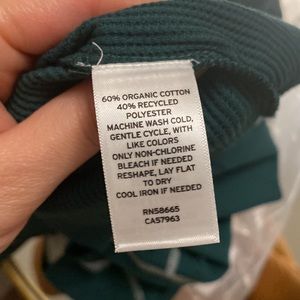 60% ORGANIC COTTON
40% RECYCLED
POLYESTER
MACHINE WASH COLD,
GENTLE CYCLE, WITH
LIKE COLORS
ONLY NON-CHLORINE
BLEACH IF NEEDED
RESHAPE, LAY FLAT
TO DRY
COOL IRON IF NEEDED
RN58665
CA57963